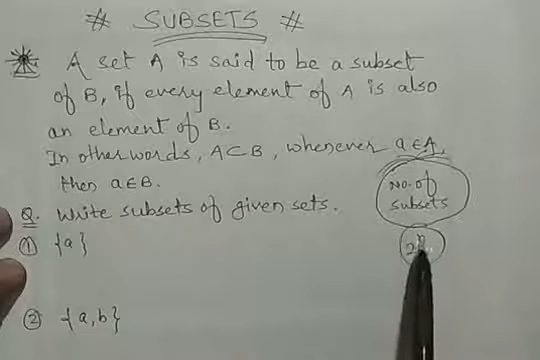 # SUBSETS #
A set A is said to be a subset
of B, if every element of A is also
an element of B.
In other words, A⊂B, whenever a∈A,
then a∈B.
No. of
subsets
2ⁿ
Q. Write subsets of given sets.
① {a}
② {a,b}